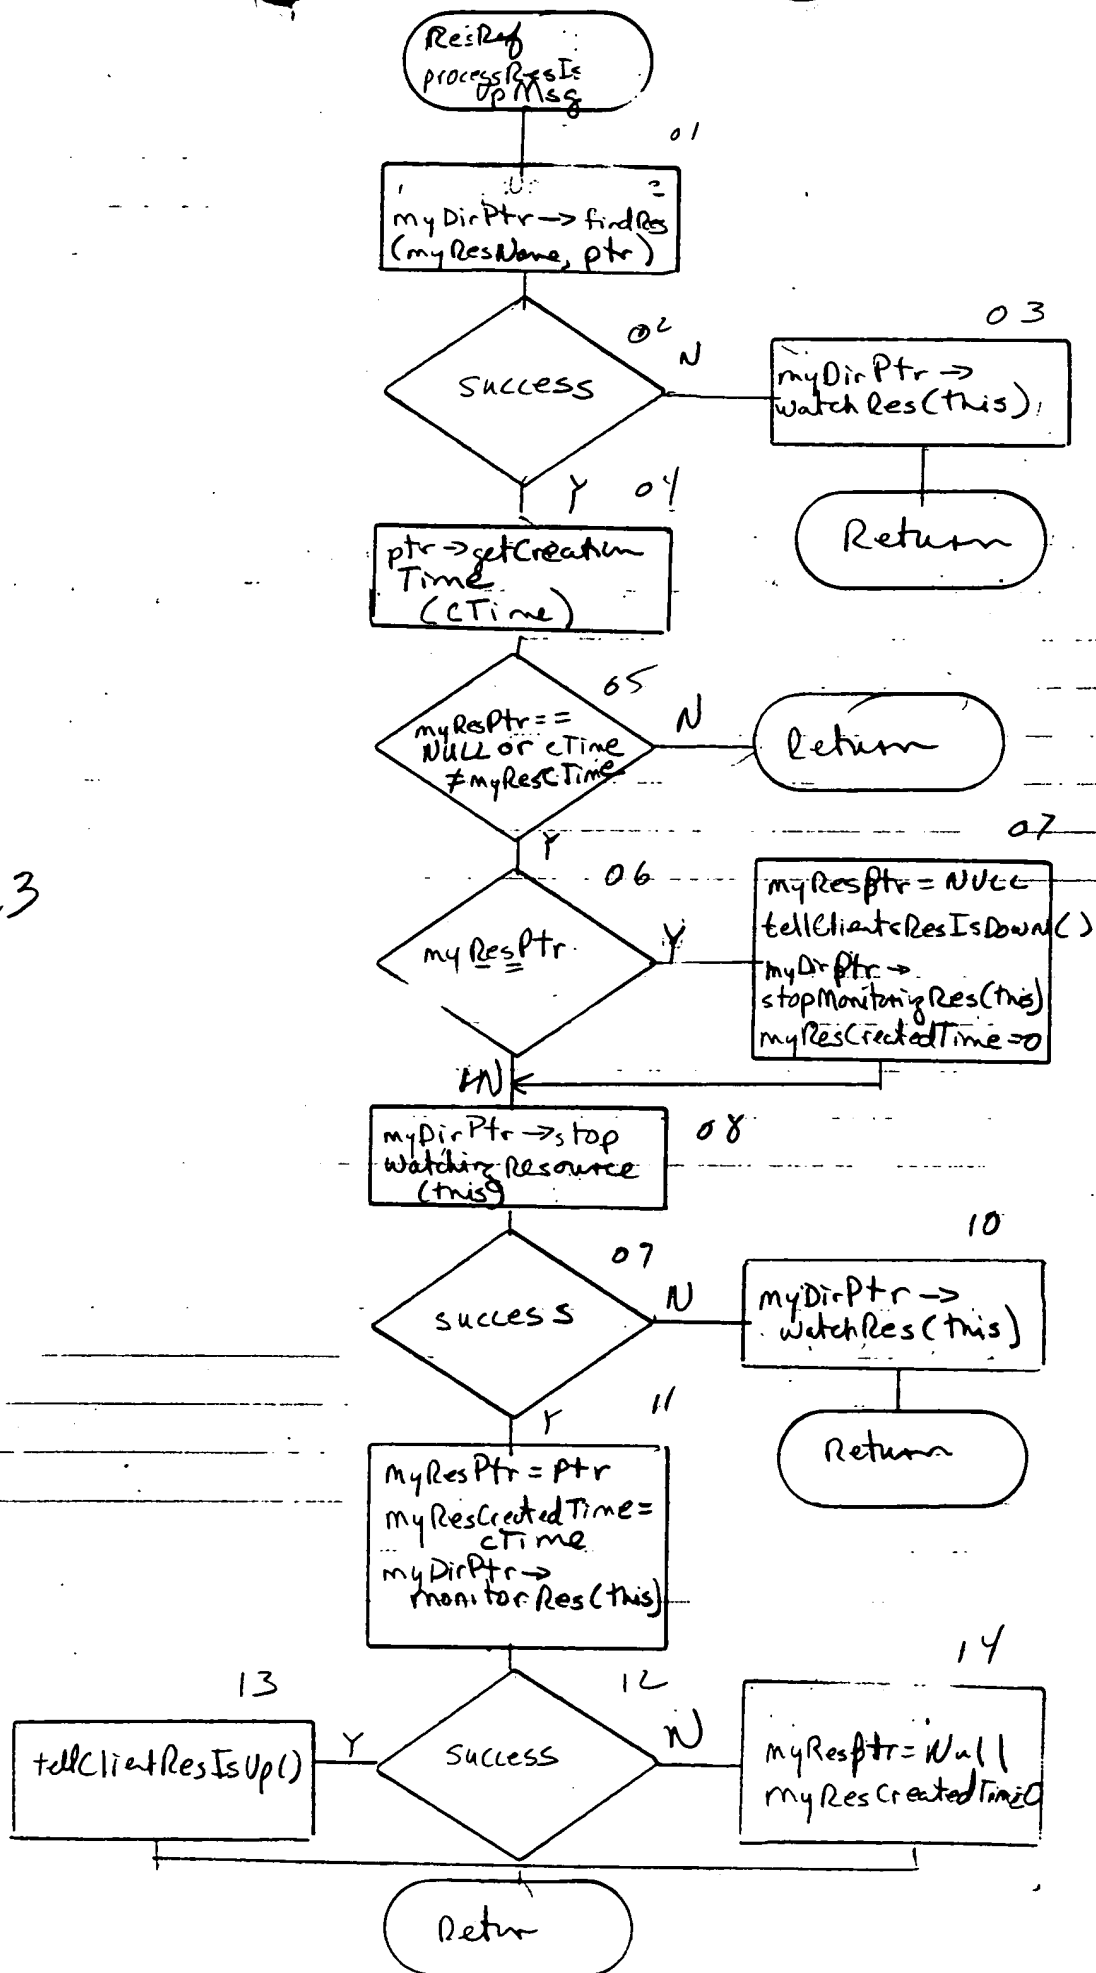 ResRef
processResIs
UpMsg
01
myDirPtr → findRes
(myResName, ptr)
02
success
N
03
myDirPtr →
watchRes(this)
Return
Y
04
ptr → getCreation
Time
(cTime)
05
myResPtr ==
NULL or cTime
≠ myResCTime
N
Return
Y
06
myResPtr
Y
07
myResPtr = NULL
tellClientsResIsDown()
myDirPtr →
stopMonitoringRes(this)
myResCreatedTime=0
3
N
08
myDirPtr → stop
Watching Resource
(this)
09
success
N
10
myDirPtr →
watchRes(this)
Return
Y
11
myResPtr = ptr
myResCreatedTime=
cTime
myDirPtr →
monitorRes(this)
12
success
Y
13
tellClientResIsUp()
N
14
myResPtr = Null
myResCreatedTime=0
Retur